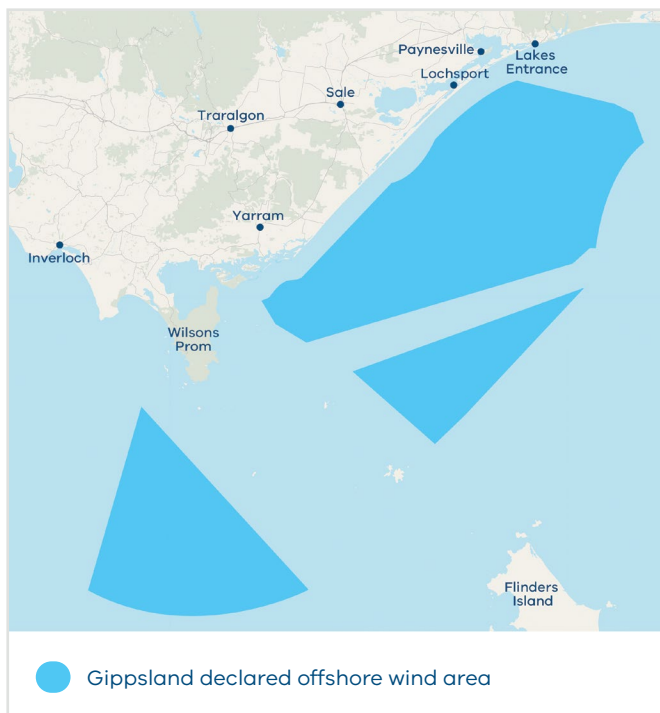 Paynesville
Lakes
Entrance
Lochsport
Sale
Traralgon
Yarram
Inverloch
Wilsons
Prom
Flinders
Island
Gippsland declared offshore wind area